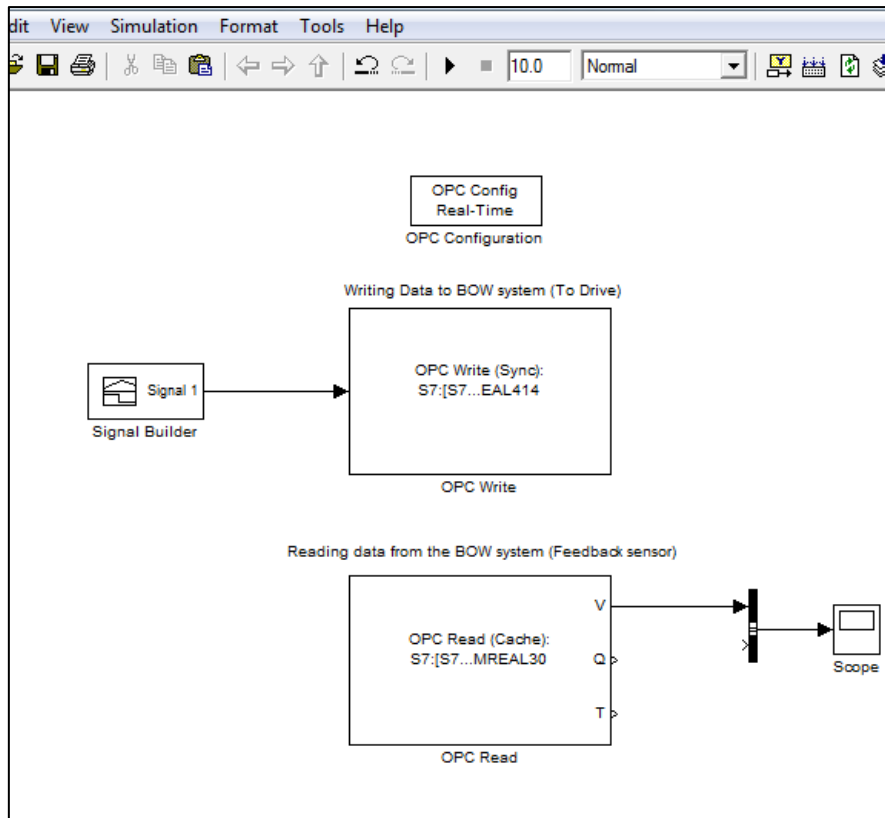 dit View Simulation Format Tools Help
10.0 Normal
OPC Config
Real-Time
OPC Configuration
Writing Data to BOW system (To Drive)
OPC Write (Sync):
S7:[S7...EAL414
Signal 1
Signal Builder
OPC Write
Reading data from the BOW system (Feedback sensor)
V
OPC Read (Cache):
S7:[S7...MREAL30
Q
T
Scope
OPC Read